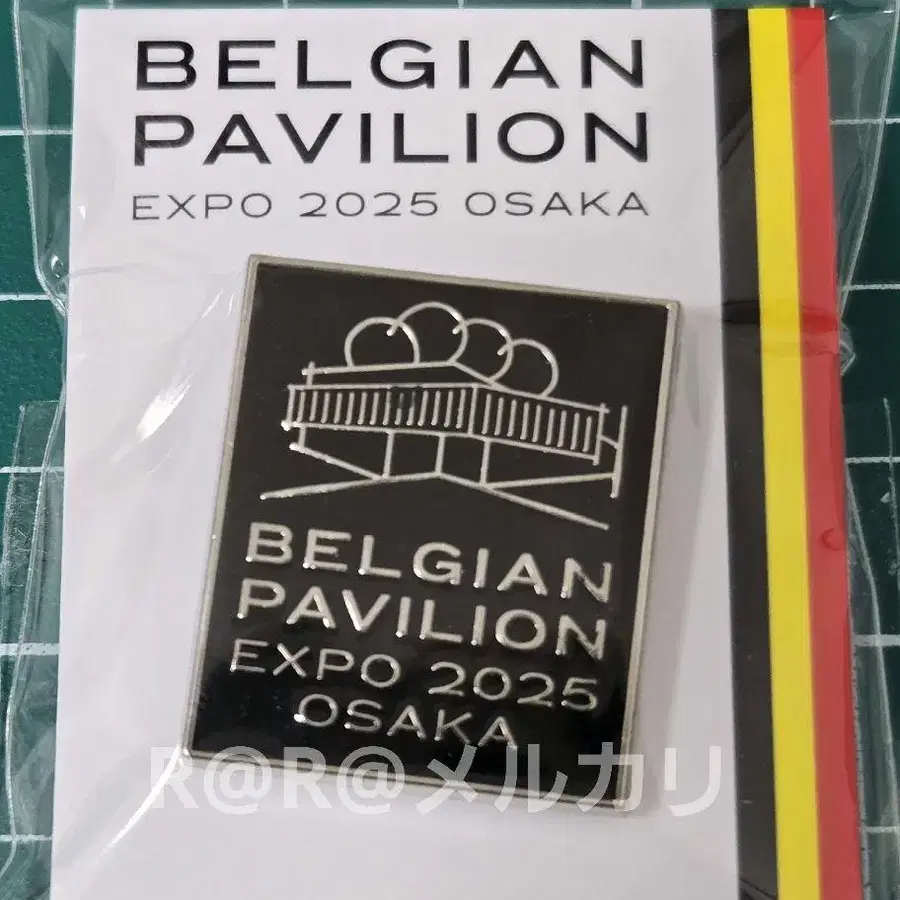 BELGIAN
PAVILION
EXPO 2025 OSAKA
BELGIAN
PAVILION
EXPO 2025
OSAKA
R@R@メルカリ